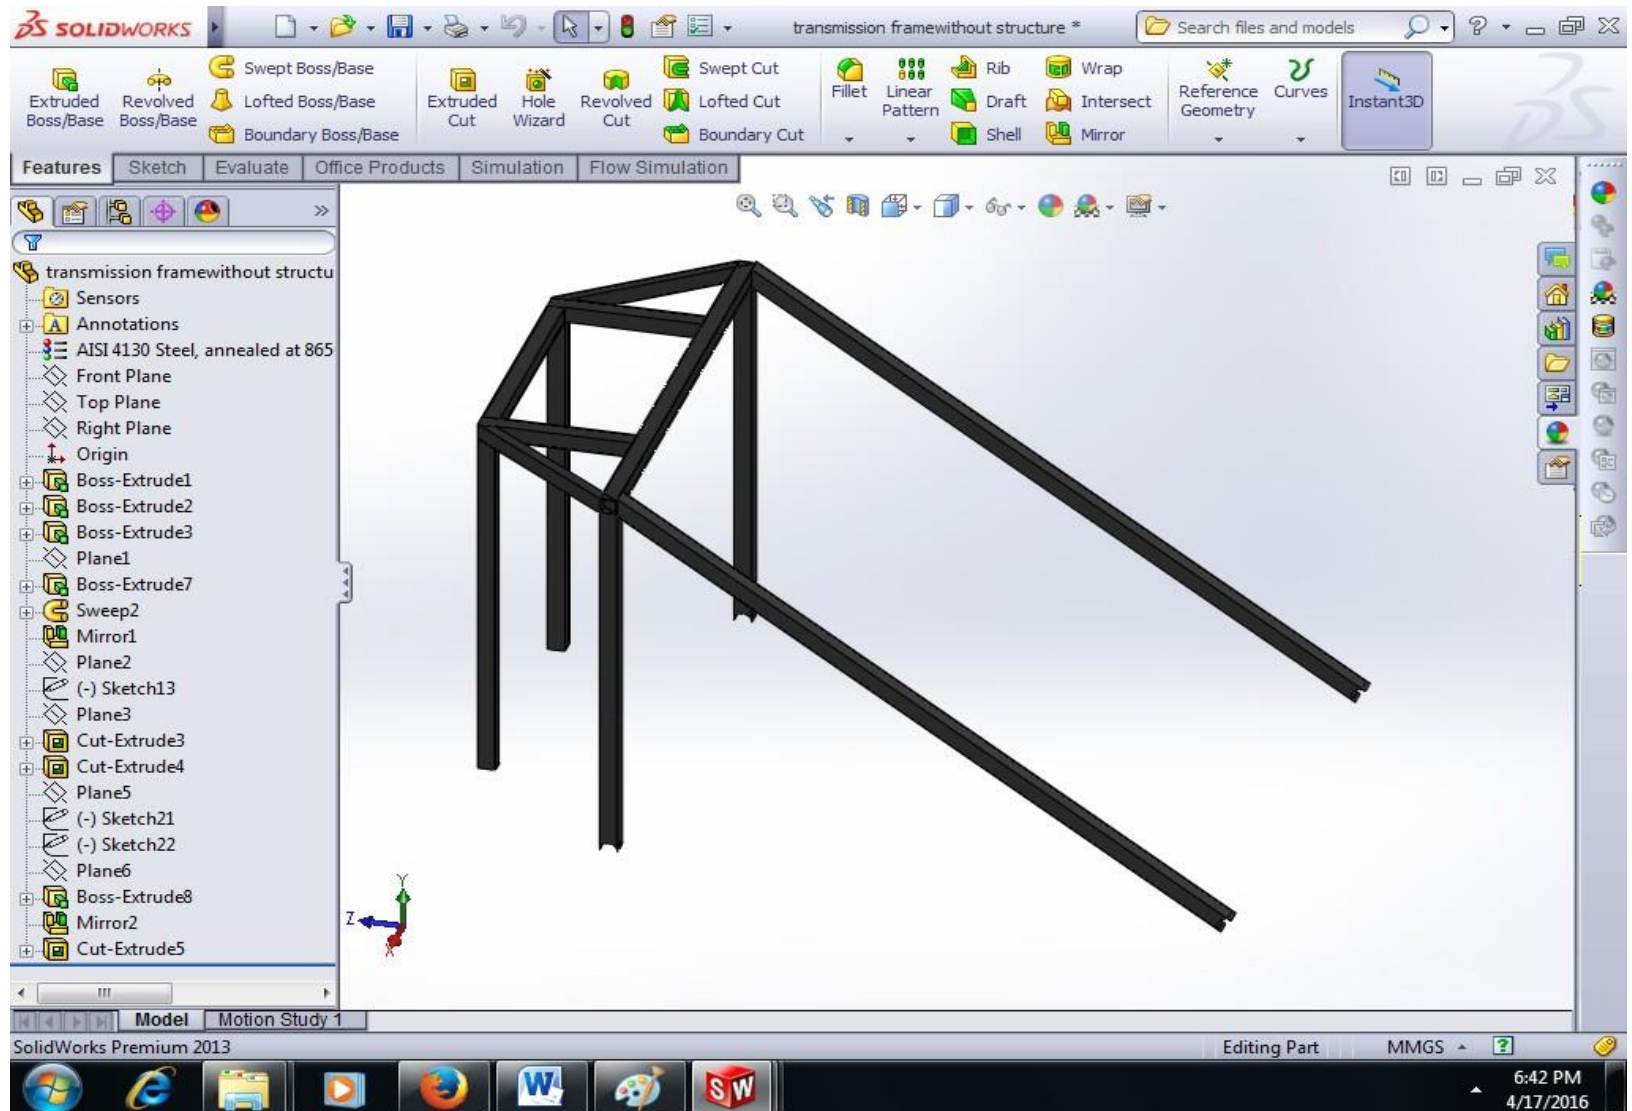 SOLIDWORKS
transmission framewithout structure *
Search files and models
Extruded Boss/Base
Revolved Boss/Base
Swept Boss/Base
Lofted Boss/Base
Boundary Boss/Base
Extruded Cut
Hole Wizard
Revolved Cut
Swept Cut
Lofted Cut
Boundary Cut
Fillet
Linear Pattern
Rib
Draft
Shell
Wrap
Intersect
Mirror
Reference Geometry
Curves
Instant3D
Features
Sketch
Evaluate
Office Products
Simulation
Flow Simulation
transmission framewithout structu
Sensors
Annotations
AISI 4130 Steel, annealed at 865
Front Plane
Top Plane
Right Plane
Origin
Boss-Extrude1
Boss-Extrude2
Boss-Extrude3
Plane1
Boss-Extrude7
Sweep2
Mirror1
Plane2
(-) Sketch13
Plane3
Cut-Extrude3
Cut-Extrude4
Plane5
(-) Sketch21
(-) Sketch22
Plane6
Boss-Extrude8
Mirror2
Cut-Extrude5
Y
Z
X
Model
Motion Study 1
SolidWorks Premium 2013
Editing Part
MMGS
W
SW
6:42 PM
4/17/2016